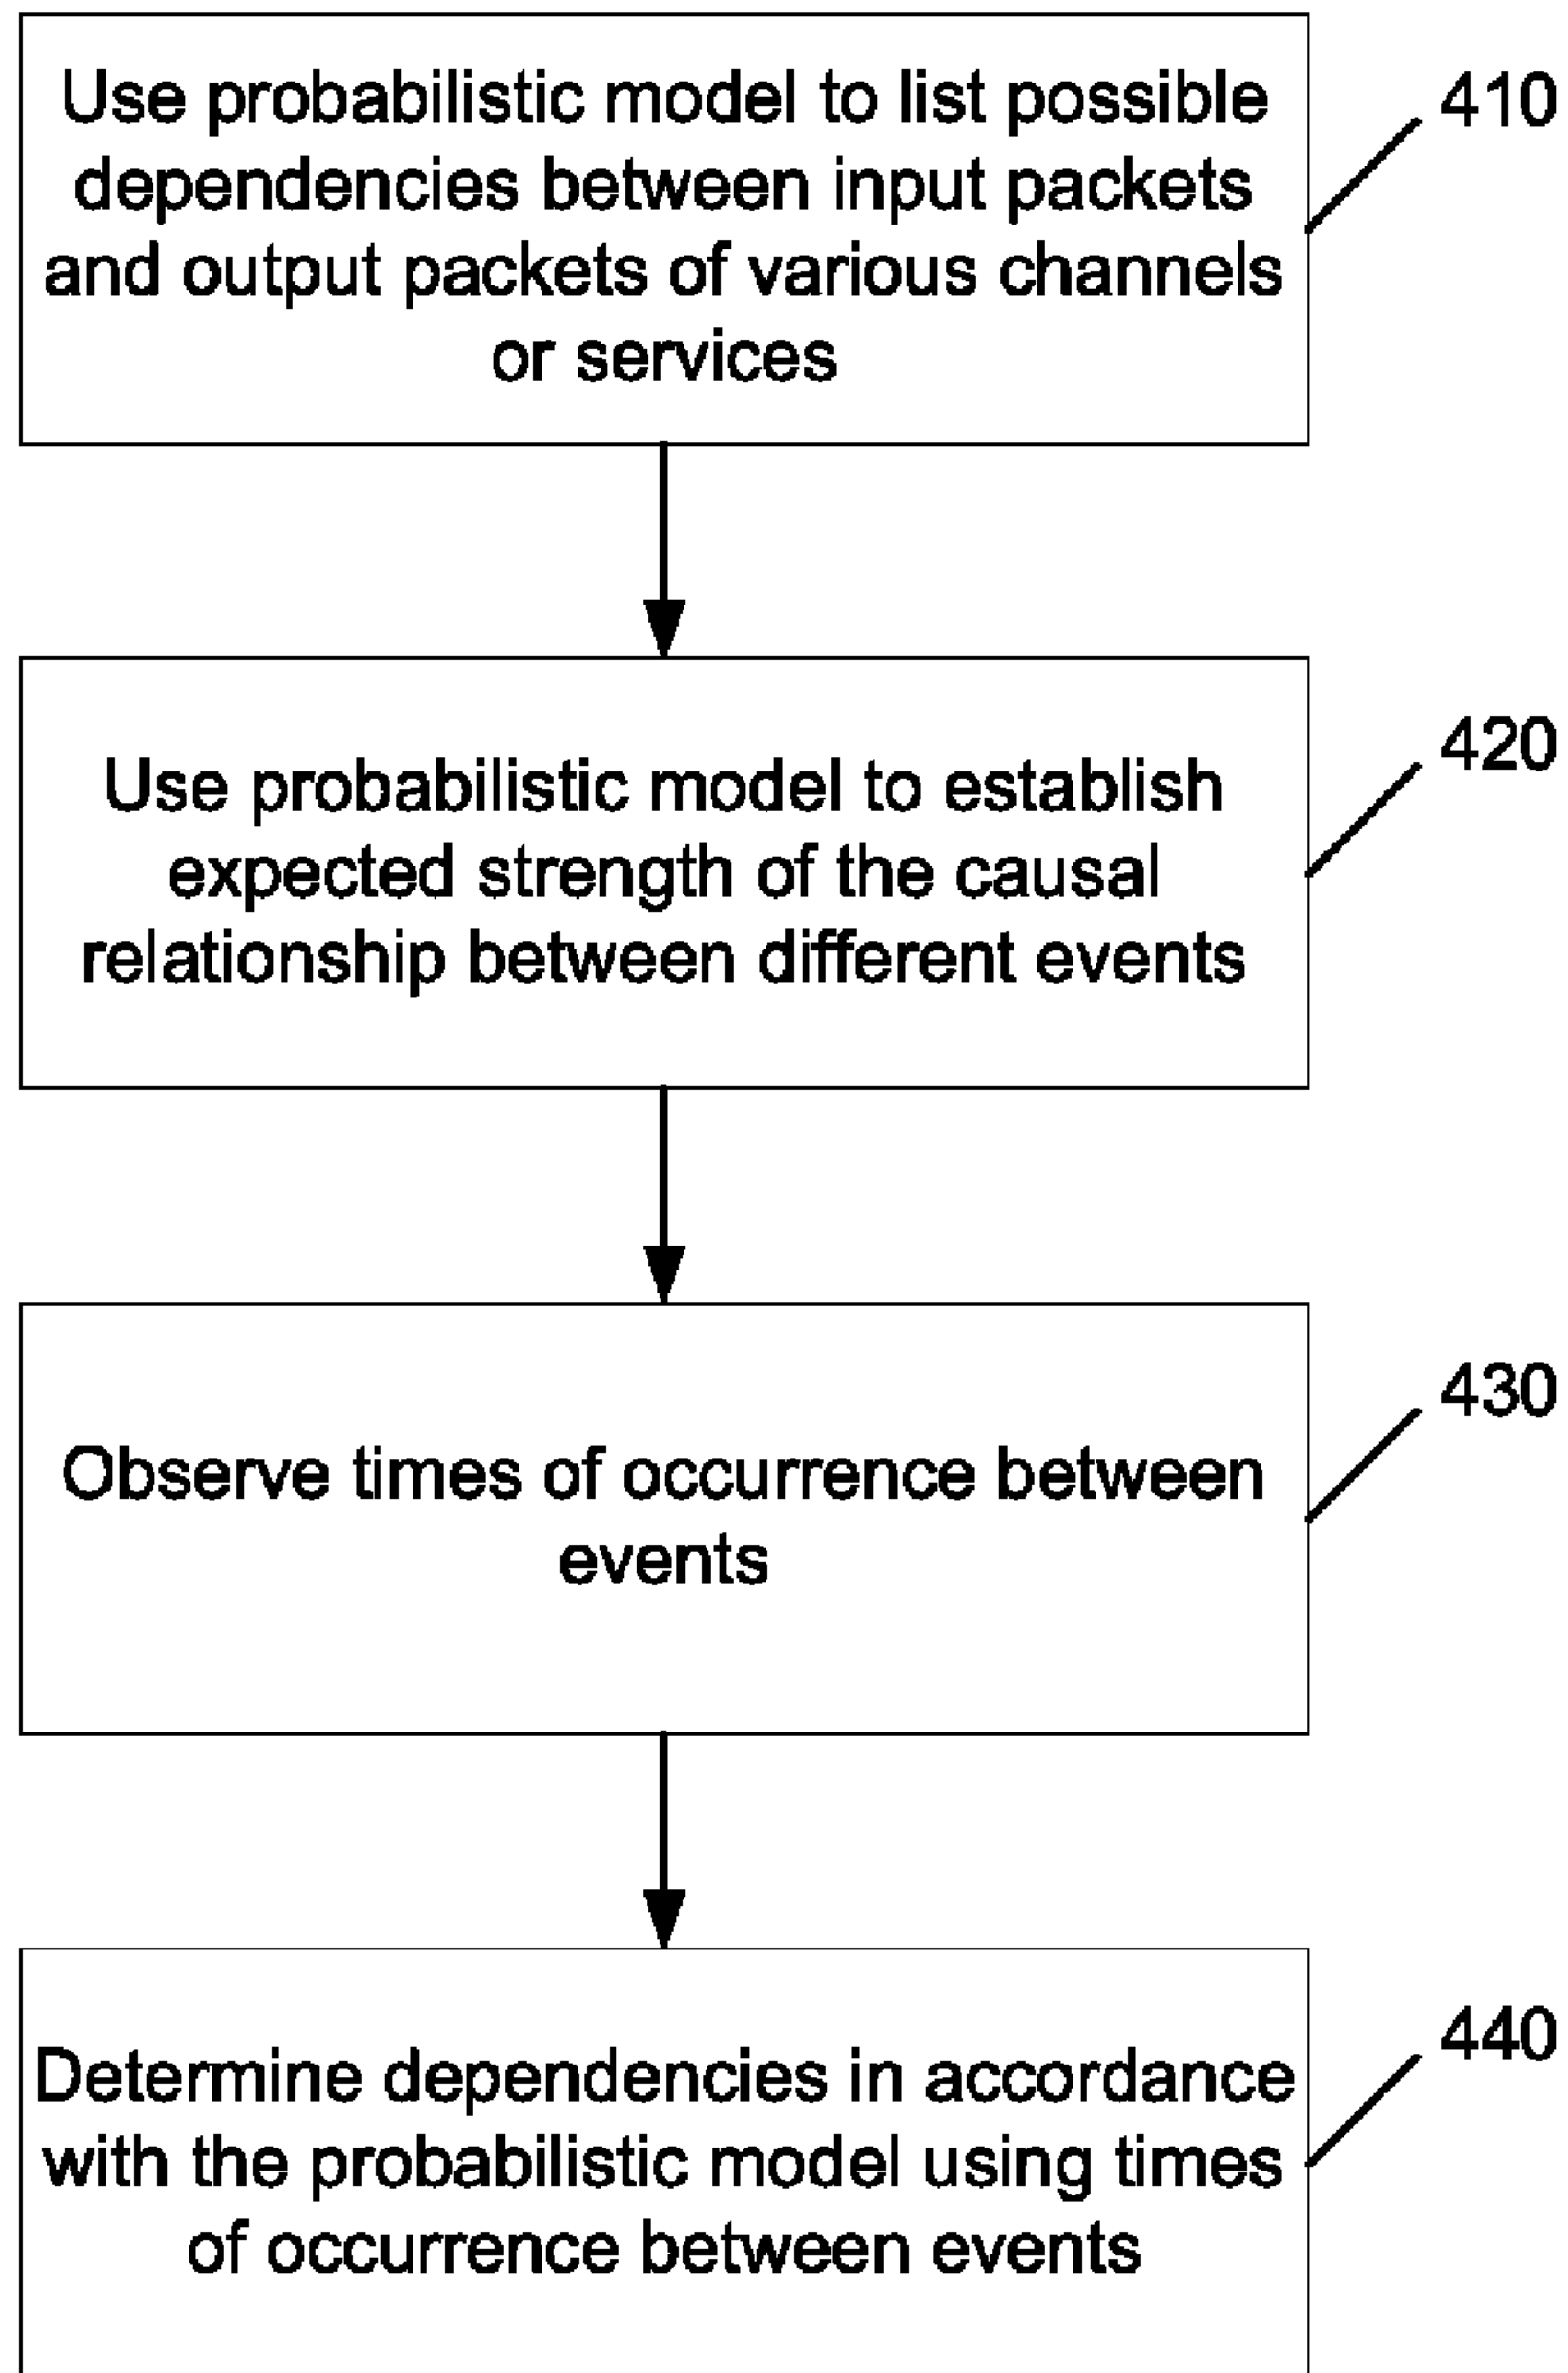 Use probabilistic model to list possible
dependencies between input packets
and output packets of various channels
or services
410
Use probabilistic model to establish
expected strength of the causal
relationship between different events
420
Observe times of occurrence between
events
430
Determine dependencies in accordance
with the probabilistic model using times
of occurrence between events
440